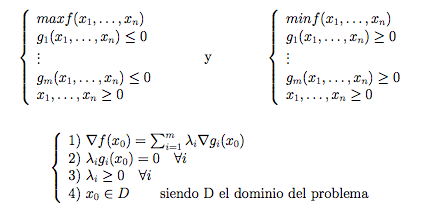 max f(x₁, . . . , xₙ)
g₁(x₁, . . . , xₙ) ≤ 0
⋮
gₘ(x₁, . . . , xₙ) ≤ 0
x₁, . . . , xₙ ≥ 0
y
min f(x₁, . . . , xₙ)
g₁(x₁, . . . , xₙ) ≥ 0
⋮
gₘ(x₁, . . . , xₙ) ≥ 0
x₁, . . . , xₙ ≥ 0
1) ∇f(x₀) = ∑ᵢ₌₁ᵐ λᵢ∇gᵢ(x₀)
2) λᵢgᵢ(x₀) = 0 ∀i
3) λᵢ ≥ 0 ∀i
4) x₀ ∈ D siendo D el dominio del problema